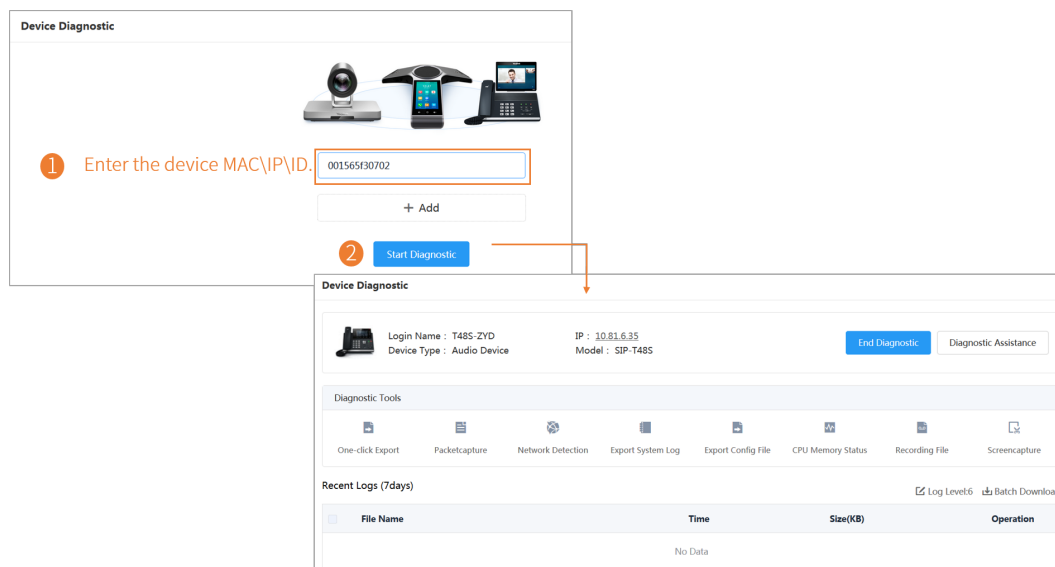 Device Diagnostic
1 Enter the device MAC\IP\ID. 001565f30702
+ Add
2 Start Diagnostic
Device Diagnostic
Login Name : T48S-ZYD IP : 10.81.6.35 End Diagnostic Diagnostic Assistance
Device Type : Audio Device Model : SIP-T48S
Diagnostic Tools
One-click Export Packetcapture Network Detection Export System Log Export Config File CPU Memory Status Recording File Screencapture
Recent Logs (7days) Log Level:6 Batch Downloa
File Name Time Size(KB) Operation
No Data